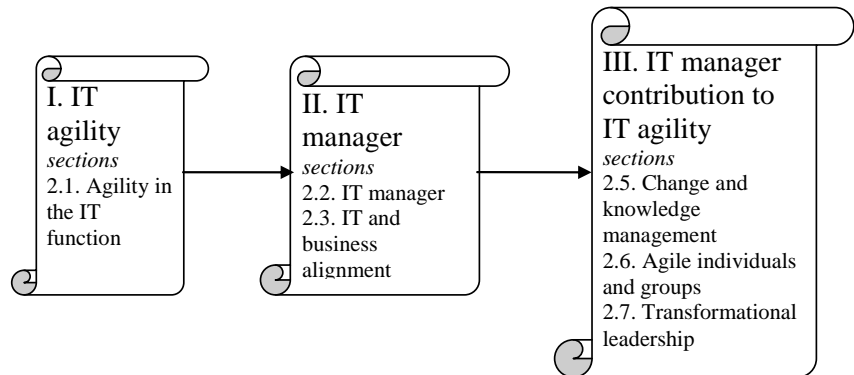 I. IT
agility
sections
2.1. Agility in
the IT
function
II. IT
manager
sections
2.2. IT manager
2.3. IT and
business
alignment
III. IT manager
contribution to
IT agility
sections
2.5. Change and
knowledge
management
2.6. Agile individuals
and groups
2.7. Transformational
leadership